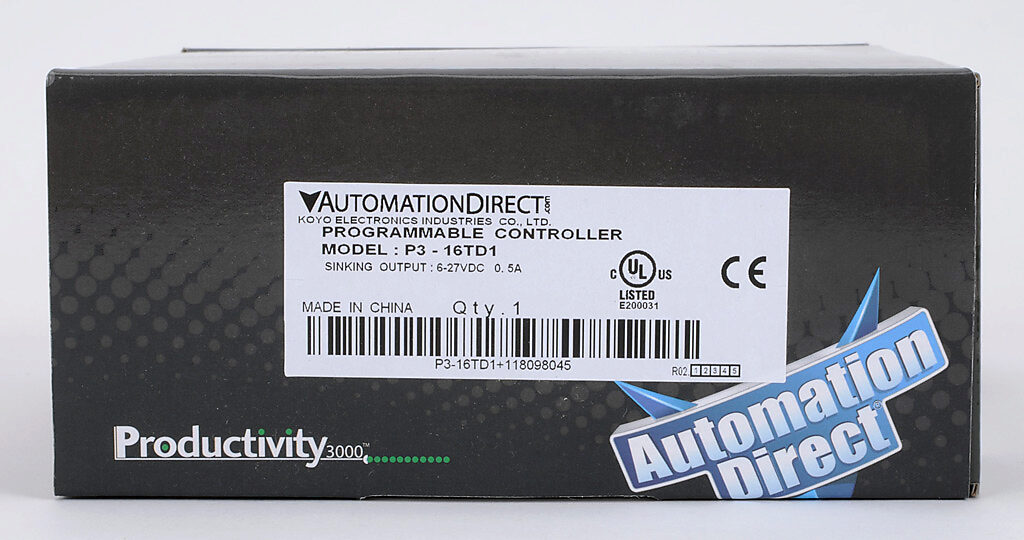 AUTOMATIONDIRECT.com
KOYO ELECTRONICS INDUSTRIES CO., LTD.
PROGRAMMABLE CONTROLLER
MODEL : P3 - 16TD1
SINKING OUTPUT : 6-27VDC 0. 5A
C UL US
LISTED
E200031
CE
MADE IN CHINA Qty. 1
P3-16TD1+118098045
R02 1 2 3 4 5
Productivity3000™
Automation
Direct®